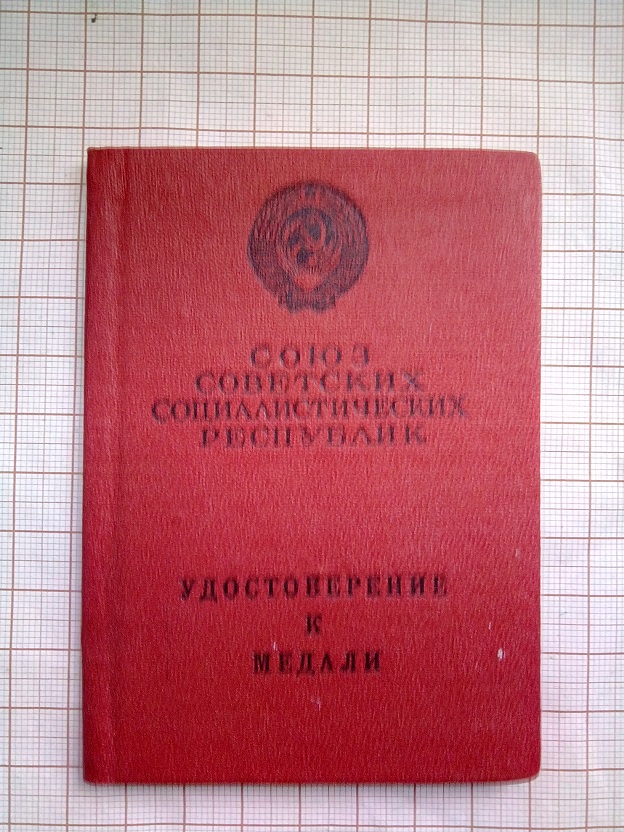 СОЮЗ
СОВЕТСКИХ
СОЦИАЛИСТИЧЕСКИХ
РЕСПУБЛИК
УДОСТОВЕРЕНИЕ
К
МЕДАЛИ